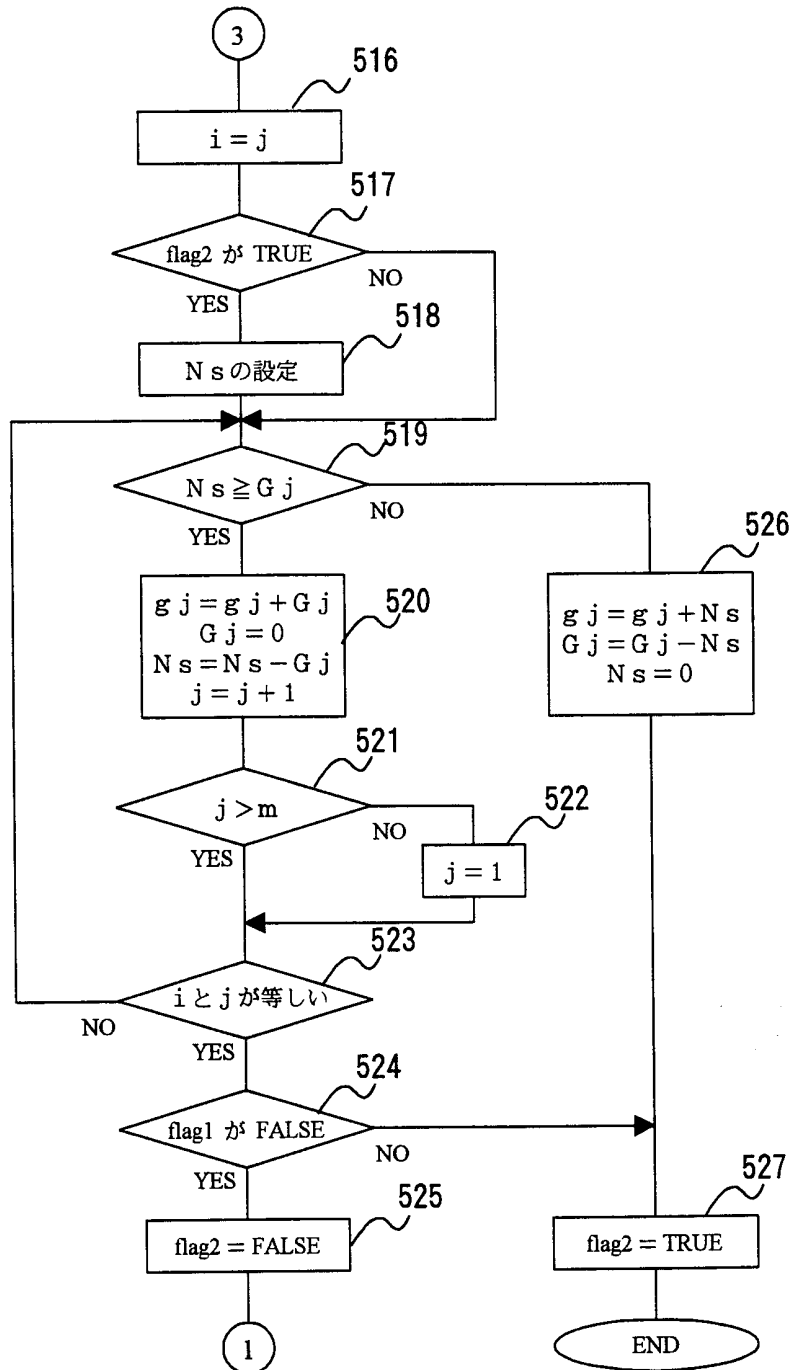 3
516
i = j
517
flag2 が TRUE
NO
YES
518
N s の設定
519
N s ≧ G j
NO
YES
526
g j = g j + G j
G j = 0
N s = N s − G j
j = j + 1
520
g j = g j + N s
G j = G j − N s
N s = 0
521
j > m
NO
YES
522
j = 1
523
i と j が等しい
NO
YES
524
flag1 が FALSE
NO
YES
525
flag2 = FALSE
527
flag2 = TRUE
1
END